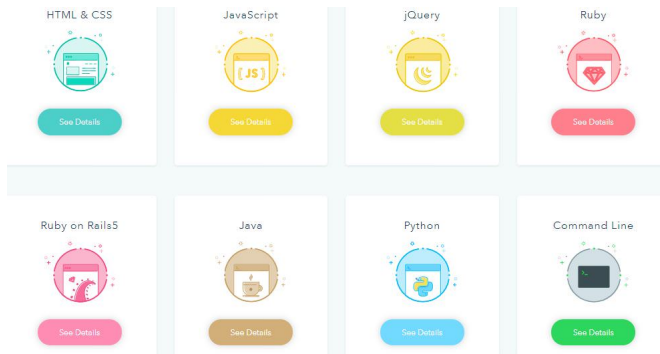 HTML & CSS
JavaScript
jQuery
Ruby
{ JS }
See Details
See Details
See Details
See Details
Ruby on Rails5
Java
Python
Command Line
>_
See Details
See Details
See Details
See Details